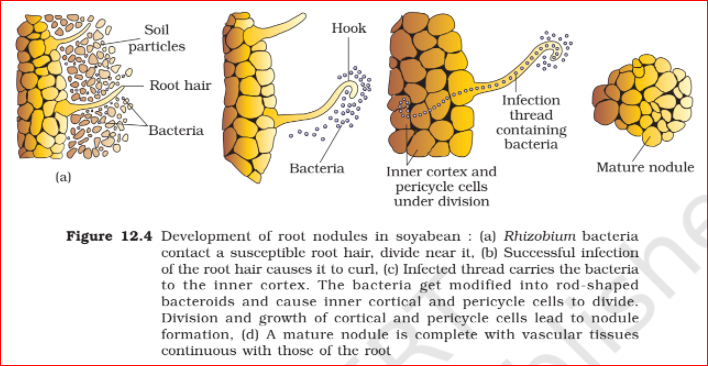 Soil
particles
Root hair
Bacteria
(a)
Hook
Bacteria
Infection
thread
containing
bacteria
Inner cortex and
pericycle cells
under division
Mature nodule
Figure 12.4 Development of root nodules in soyabean : (a) Rhizobium bacteria
contact a susceptible root hair, divide near it, (b) Successful infection
of the root hair causes it to curl, (c) Infected thread carries the bacteria
to the inner cortex. The bacteria get modified into rod-shaped
bacteroids and cause inner cortical and pericycle cells to divide.
Division and growth of cortical and pericycle cells lead to nodule
formation, (d) A mature nodule is complete with vascular tissues
continuous with those of the root